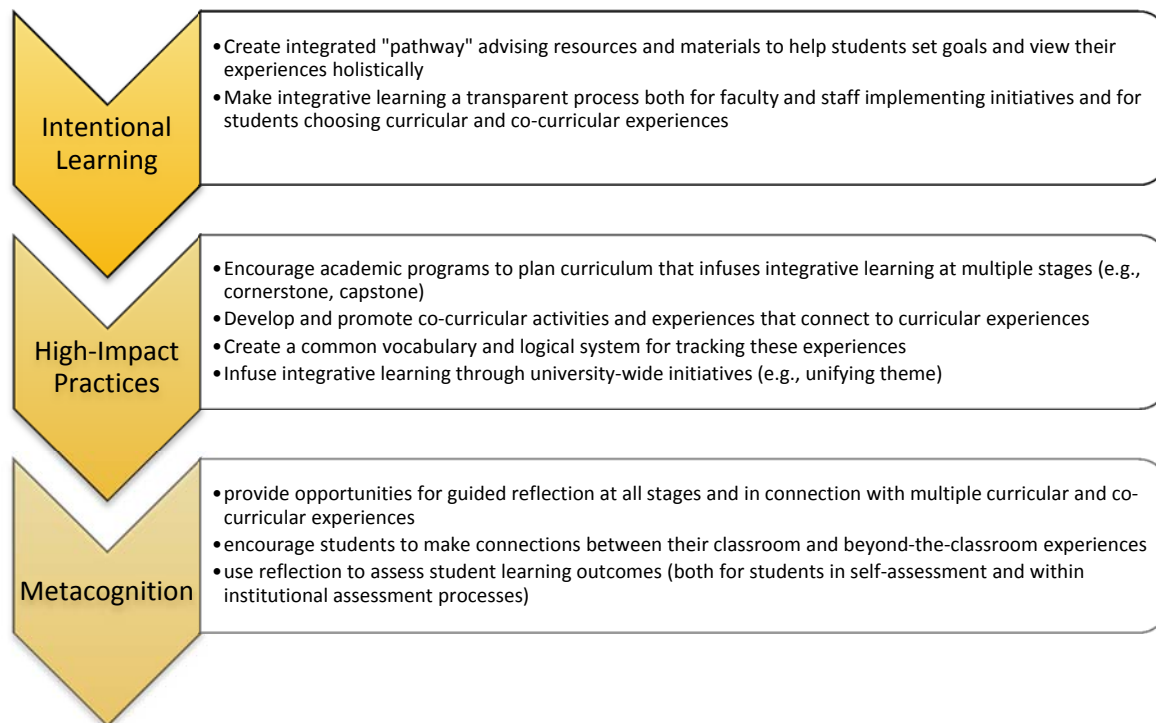 Intentional
Learning
•Create integrated "pathway" advising resources and materials to help students set goals and view their
experiences holistically
•Make integrative learning a transparent process both for faculty and staff implementing initiatives and for
students choosing curricular and co-curricular experiences
High-Impact
Practices
•Encourage academic programs to plan curriculum that infuses integrative learning at multiple stages (e.g.,
cornerstone, capstone)
•Develop and promote co-curricular activities and experiences that connect to curricular experiences
•Create a common vocabulary and logical system for tracking these experiences
•Infuse integrative learning through university-wide initiatives (e.g., unifying theme)
Metacognition
•provide opportunities for guided reflection at all stages and in connection with multiple curricular and co-
curricular experiences
•encourage students to make connections between their classroom and beyond-the-classroom experiences
•use reflection to assess student learning outcomes (both for students in self-assessment and within
institutional assessment processes)